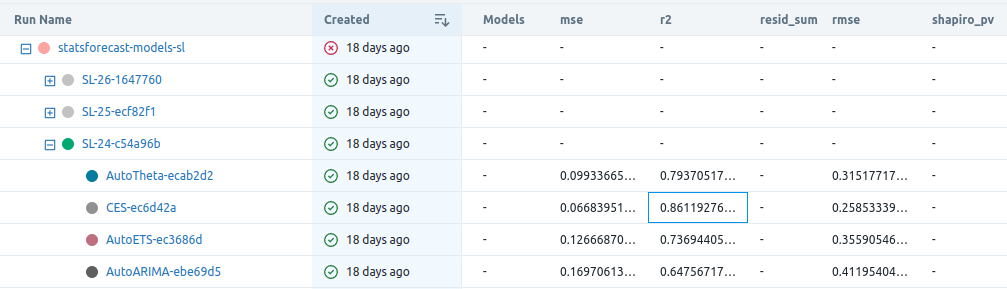 Run Name Created Models mse r2 resid_sum rmse shapiro_pv
statsforecast-models-sl 18 days ago - - - - - -
SL-26-1647760 18 days ago - - - - - -
SL-25-ecf82f1 18 days ago - - - - - -
SL-24-c54a96b 18 days ago - - - - - -
AutoTheta-ecab2d2 18 days ago - 0.09933665... 0.79370517... - 0.31517717... -
CES-ec6d42a 18 days ago - 0.06683951... 0.86119276... - 0.25853339... -
AutoETS-ec3686d 18 days ago - 0.12666870... 0.73694405... - 0.35590546... -
AutoARIMA-ebe69d5 18 days ago - 0.16970613... 0.64756717... - 0.41195404... -